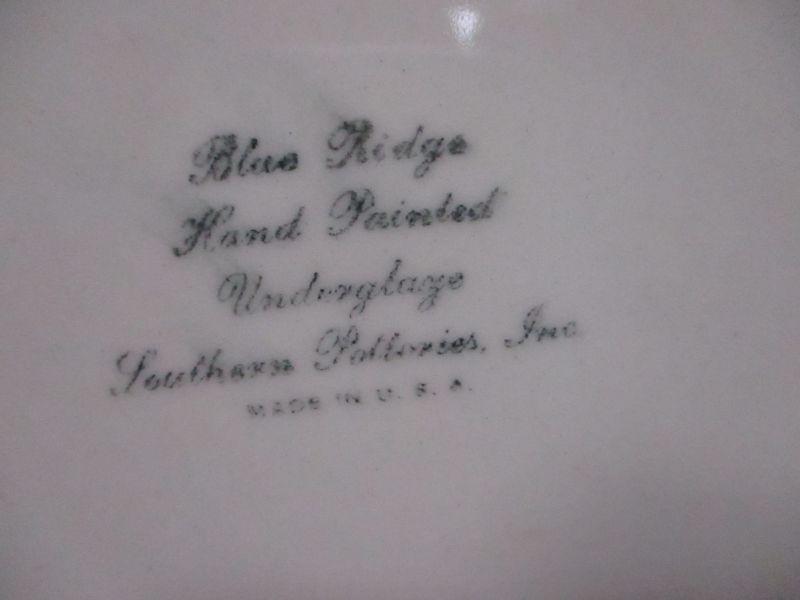 Blue Ridge
Hand Painted
Underglaze
Southern Potteries, Inc.
MADE IN U. S. A.